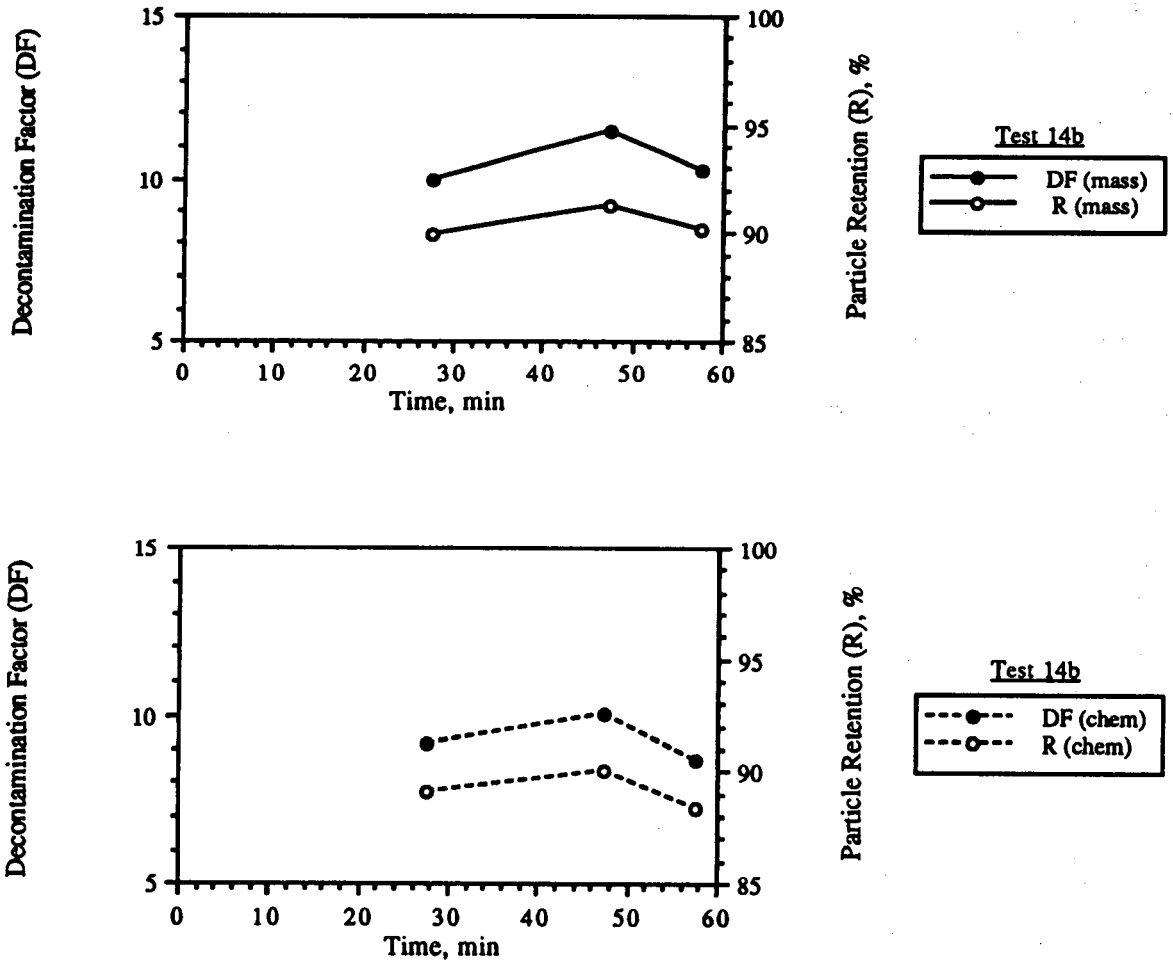 15
10
5
Decontamination Factor (DF)
100
95
90
85
Particle Retention (R), %
0 10 20 30 40 50 60
Time, min
Test 14b
DF (mass)
R (mass)
15
10
5
Decontamination Factor (DF)
100
95
90
85
Particle Retention (R), %
0 10 20 30 40 50 60
Time, min
Test 14b
DF (chem)
R (chem)